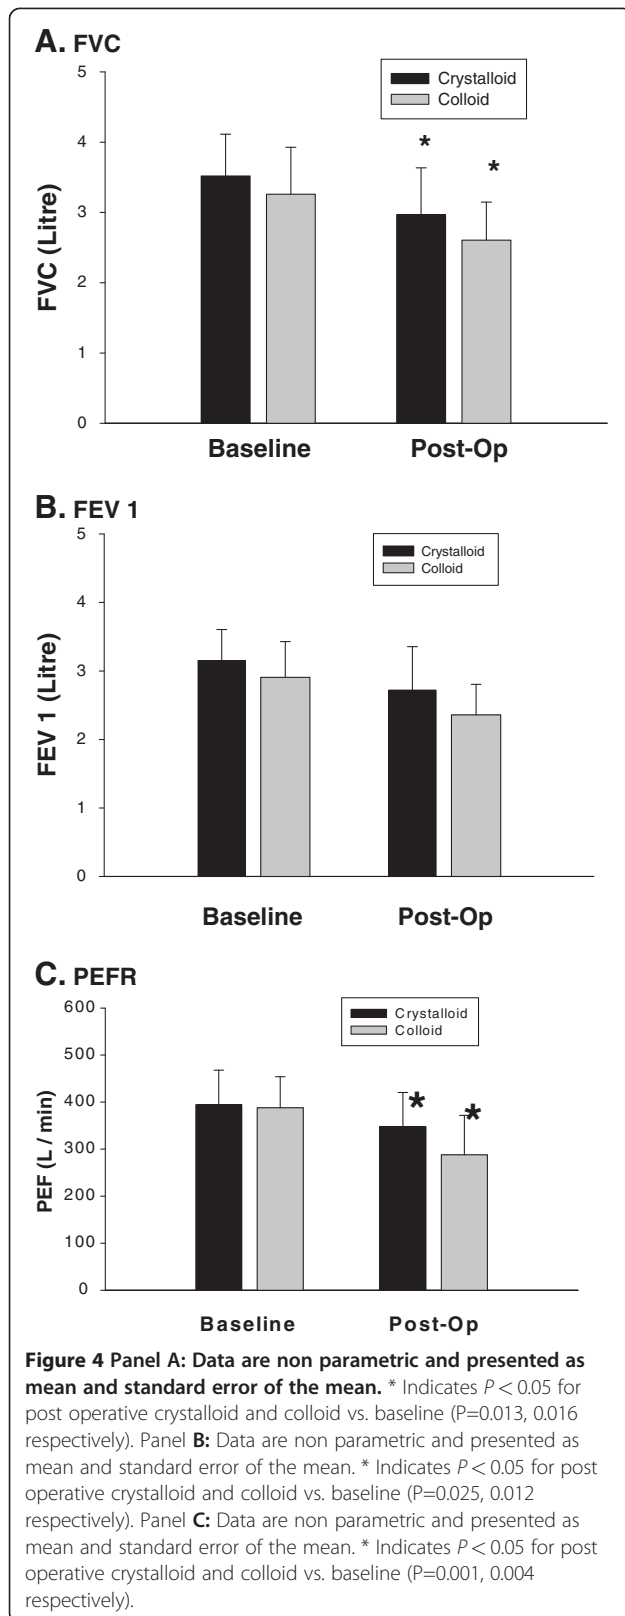 A. FVC
Crystalloid
Colloid
5
4
3
2
1
0
FVC (Litre)
*
*
Baseline
Post-Op
B. FEV 1
Crystalloid
Colloid
5
4
3
2
1
0
FEV 1 (Litre)
Baseline
Post-Op
C. PEFR
Crystalloid
Colloid
600
500
400
300
200
100
0
PEF (L / min)
*
*
Baseline
Post-Op
Figure 4 Panel A: Data are non parametric and presented as
mean and standard error of the mean. * Indicates P < 0.05 for
post operative crystalloid and colloid vs. baseline (P=0.013, 0.016
respectively). Panel B: Data are non parametric and presented as
mean and standard error of the mean. * Indicates P < 0.05 for post
operative crystalloid and colloid vs. baseline (P=0.025, 0.012
respectively). Panel C: Data are non parametric and presented as
mean and standard error of the mean. * Indicates P < 0.05 for post
operative crystalloid and colloid vs. baseline (P=0.001, 0.004
respectively).